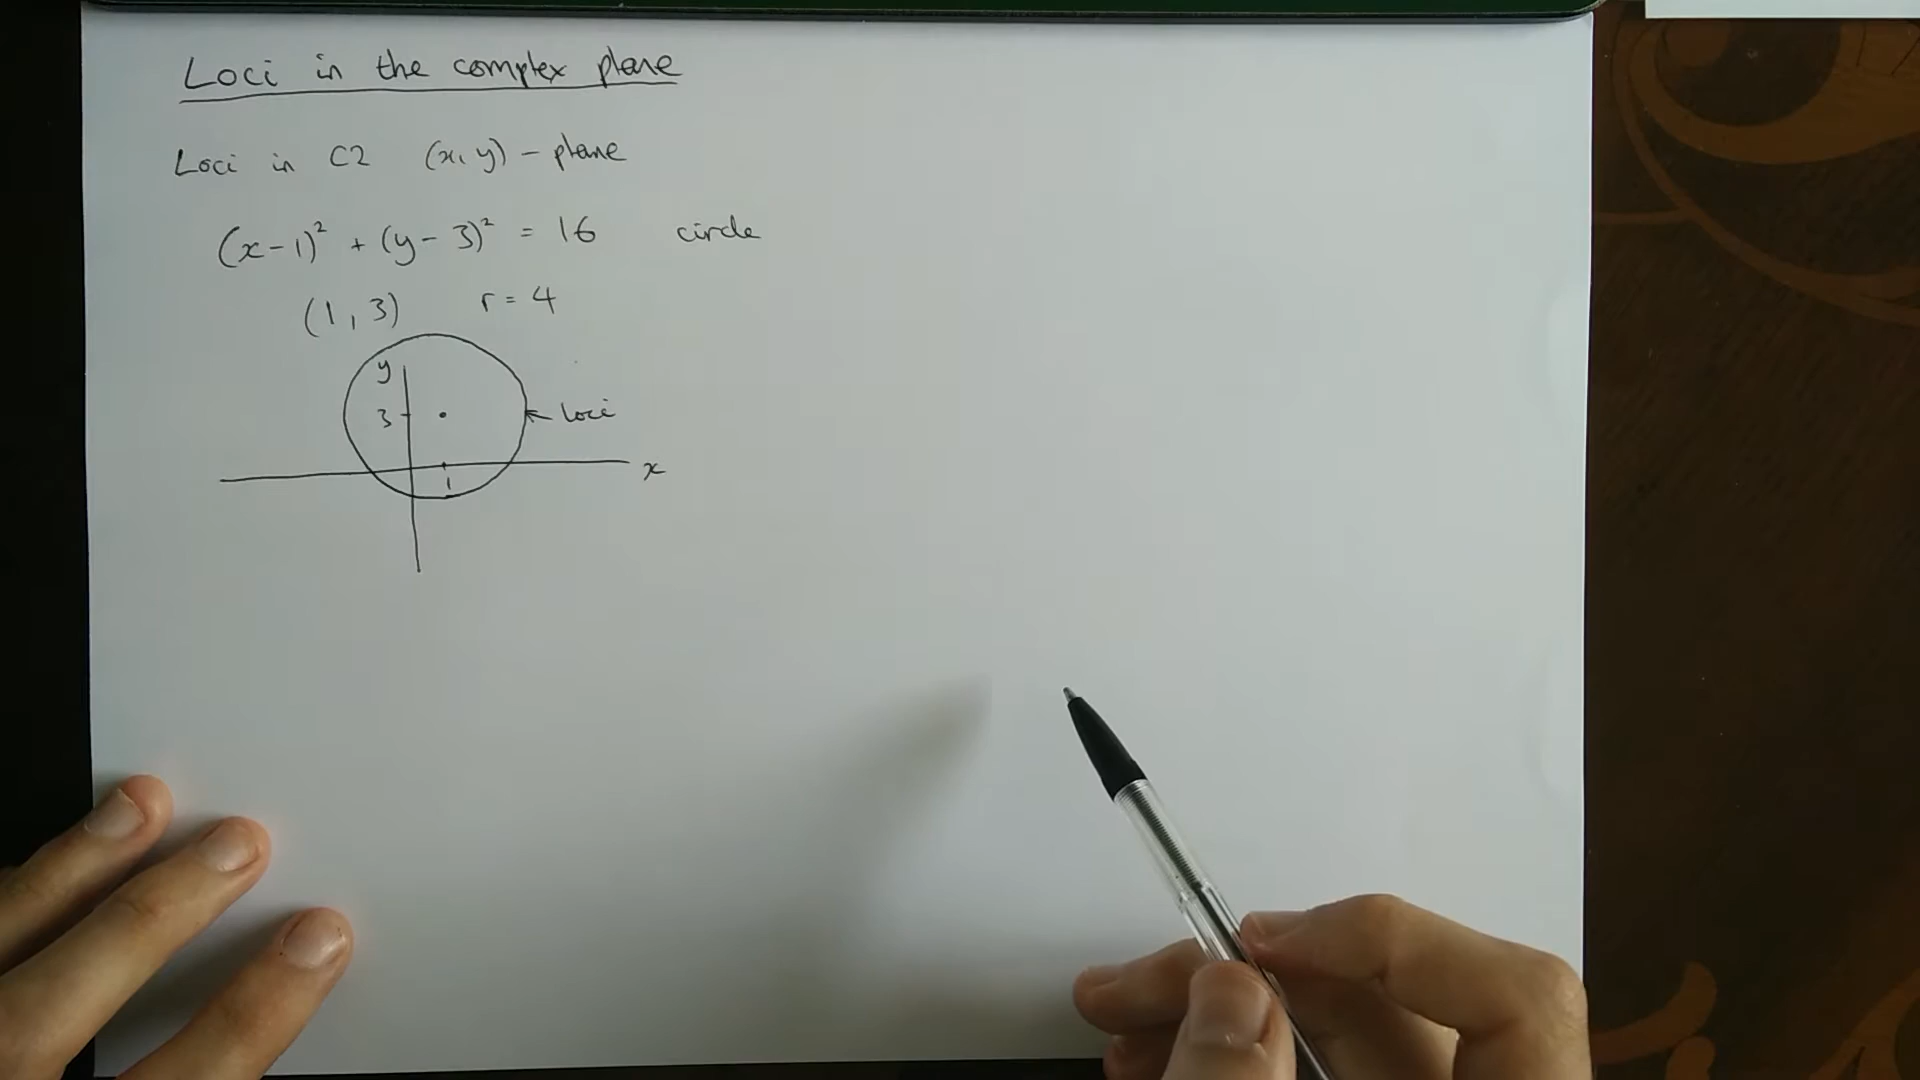 Loci in the complex plane
Loci in C2 (x, y) - plane
(x-1)² + (y-3)² = 16 circle
(1, 3) r = 4
y
3
loci
x
1